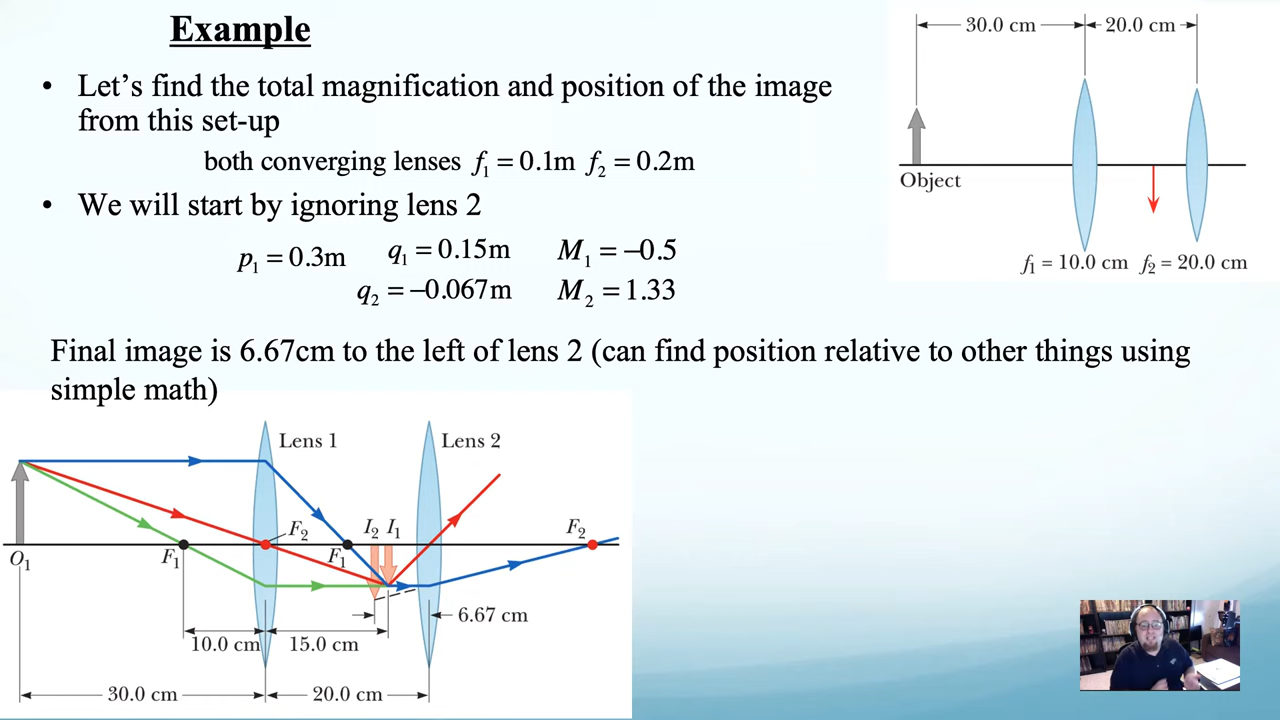 Example
• Let's find the total magnification and position of the image
from this set-up
both converging lenses f₁ = 0.1m f₂ = 0.2m
• We will start by ignoring lens 2
p₁ = 0.3m q₁ = 0.15m M₁ = −0.5
q₂ = −0.067m M₂ = 1.33
Final image is 6.67cm to the left of lens 2 (can find position relative to other things using
simple math)
30.0 cm 20.0 cm
Object
f₁ = 10.0 cm f₂ = 20.0 cm
Lens 1 Lens 2
F₂ I₂ I₁ F₂
O₁ F₁ F₁
6.67 cm
10.0 cm 15.0 cm
30.0 cm 20.0 cm